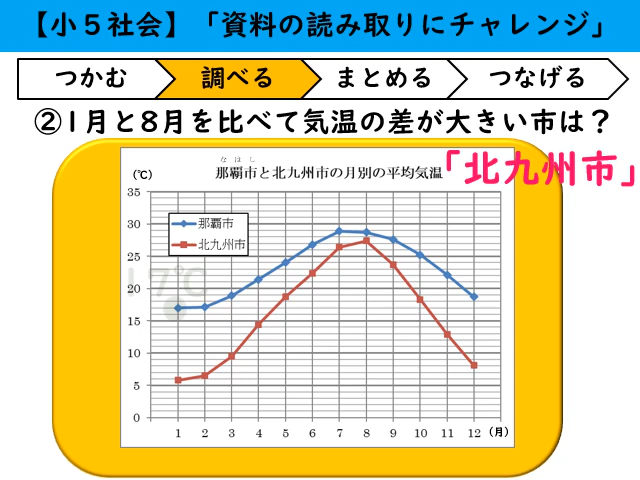 【小５社会】「資料の読み取りにチャレンジ」
つかむ
調べる
まとめる
つなげる
②1月と8月を比べて気温の差が大きい市は？
「北九州市」
なはし
(℃) 那覇市と北九州市の月別の平均気温
35
30
25
20
15
10
5
0
那覇市
北九州市
17℃
1 2 3 4 5 6 7 8 9 10 11 12 (月)